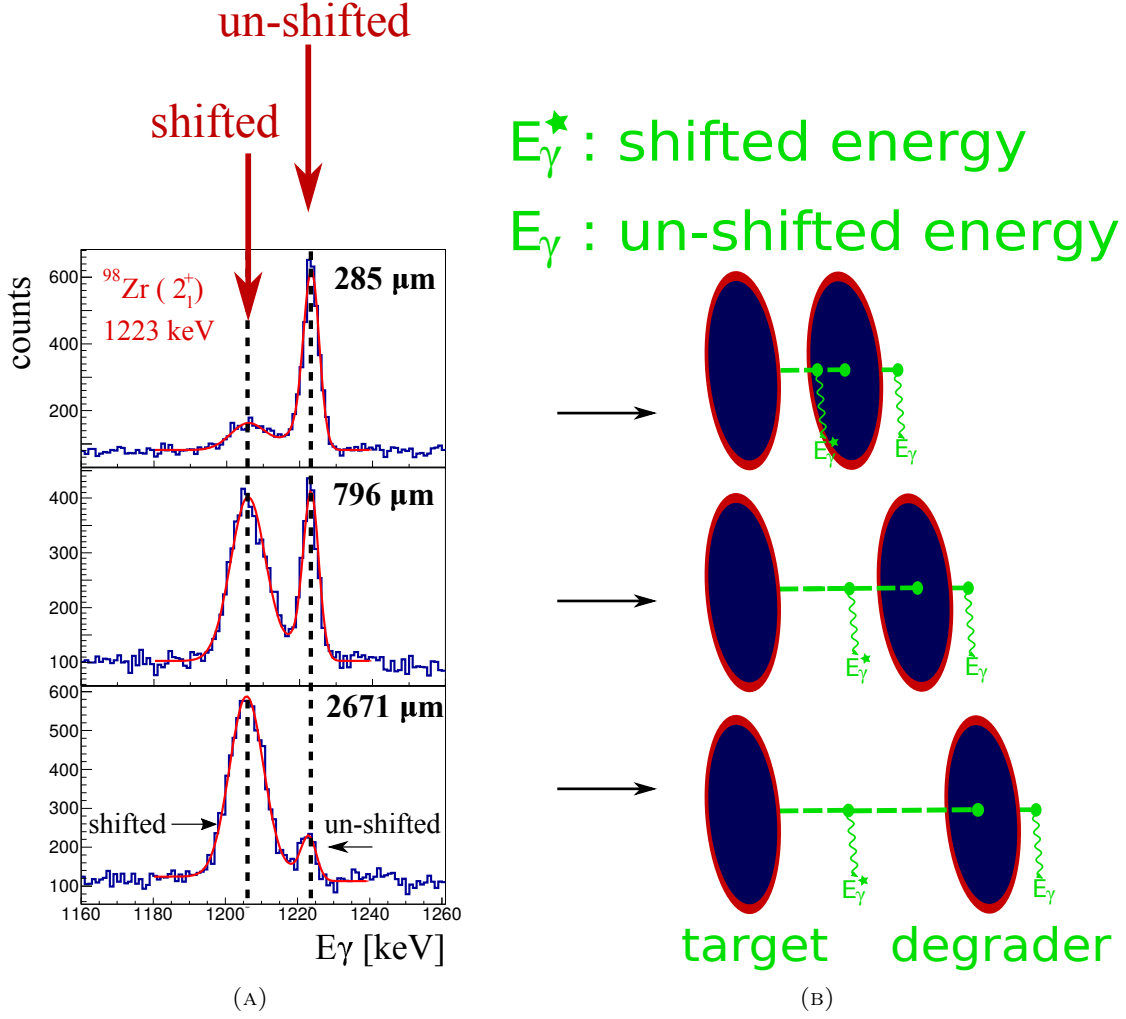 un-shifted
shifted
counts
600
400
200
⁹⁸Zr ( 2₁⁺)
1223 keV
285 μm
400
300
200
100
796 μm
600
500
400
300
200
100
2671 μm
shifted
un-shifted
1160 1180 1200 1220 1240 1260
Eγ [keV]
(A)
E★γ : shifted energy
Eγ : un-shifted energy
E★γ
Eγ
E★γ
Eγ
E★γ
Eγ
target
degrader
(B)